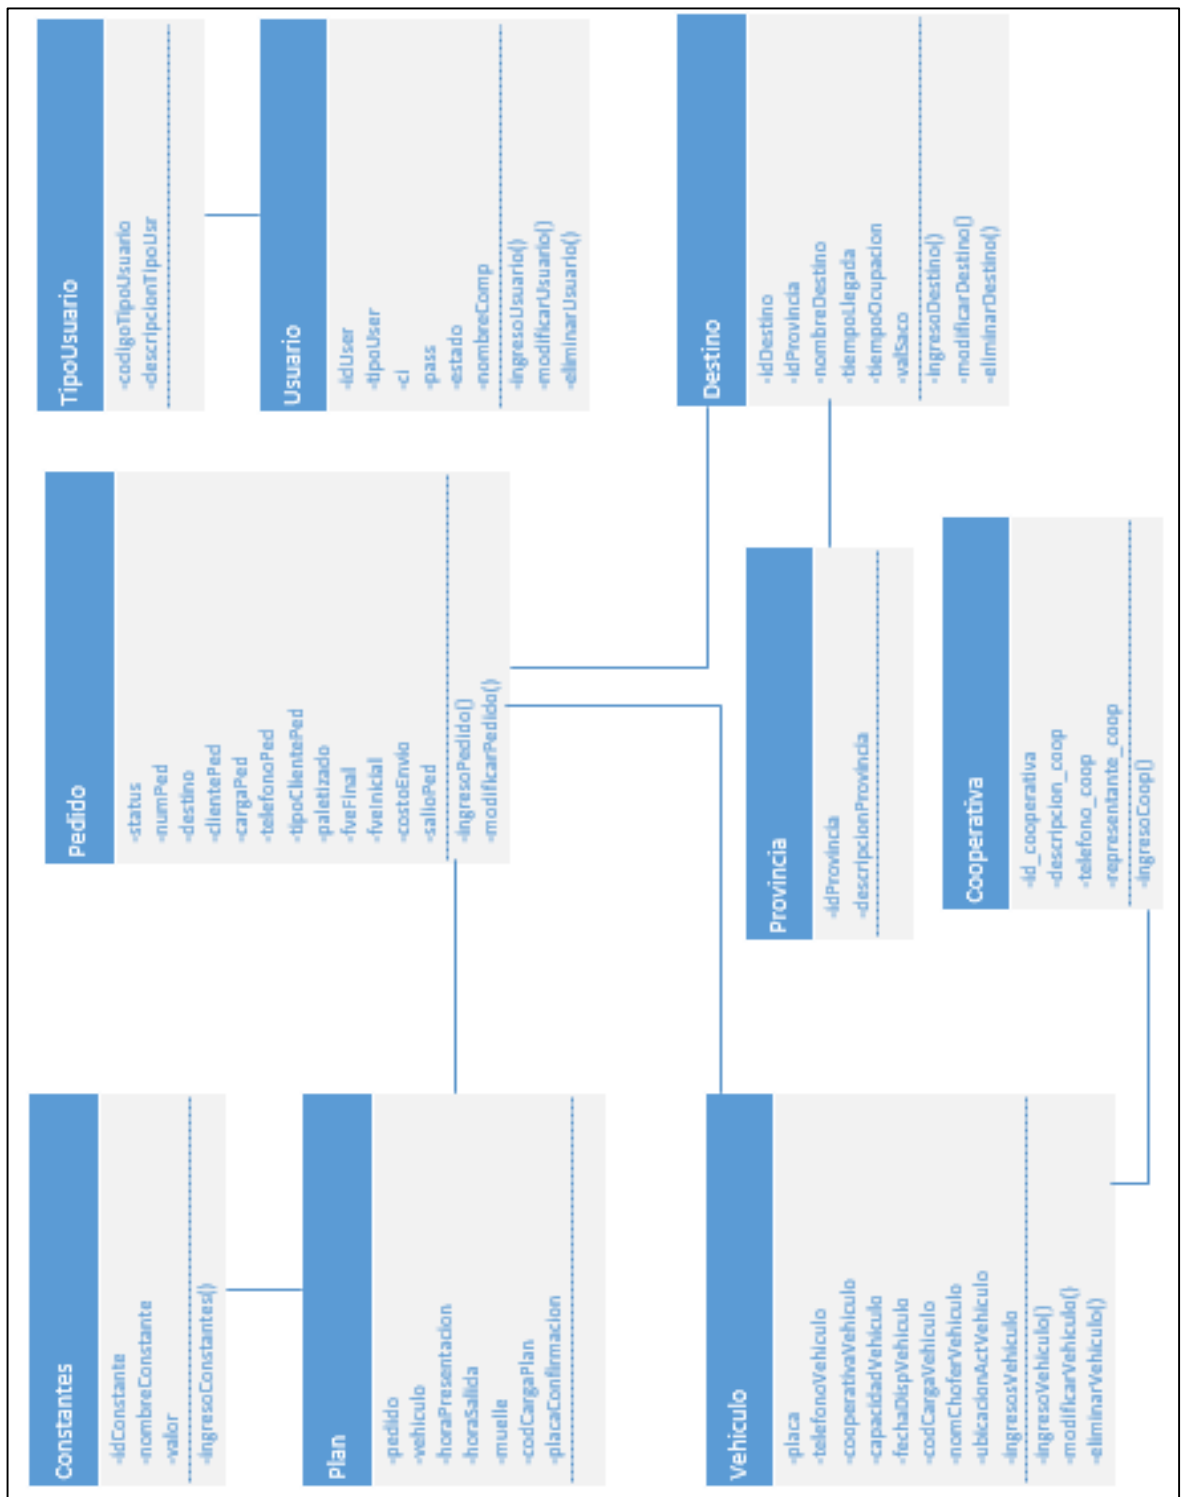 Constantes
-idConstante
-nombreConstante
-valor
-ingresoConstantes()
Pedido
-status
-numPed
-destino
-clientePed
-cargaPed
-telefonoPed
-tipoClientePed
-paletizado
-fveFinal
-fveInicial
-costoEnvio
-salioPed
-ingresoPedido()
-modificarPedido()
TipoUsuario
-codigoTipoUsuario
-descripcionTipoUsr
Usuario
-idUser
-tipoUser
-ci
-pass
-estado
-nombreComp
-ingresoUsuario()
-modificarUsuario()
-eliminarUsuario()
Plan
-pedido
-vehiculo
-horaPresentacion
-horaSalida
-muelle
-codCargaPlan
-placaConfirmacion
Destino
-idDestino
-idProvincia
-nombreDestino
-tiempoLlegada
-tiempoOcupacion
-valSaco
-ingresoDestino()
-modificarDestino()
-eliminarDestino()
Vehiculo
-placa
-telefonoVehiculo
-cooperativaVehiculo
-capacidadVehiculo
-fechaDispVehiculo
-codCargaVehiculo
-nomChoferVehiculo
-ubicacionActVehiculo
-ingresosVehiculo
-ingresoVehiculo()
-modificarVehiculo()
-eliminarVehiculo()
Provincia
-idProvincia
-descripcionProvincia
Cooperativa
-id_cooperativa
-descripcion_coop
-telefono_coop
-representante_coop
-ingresoCoop()